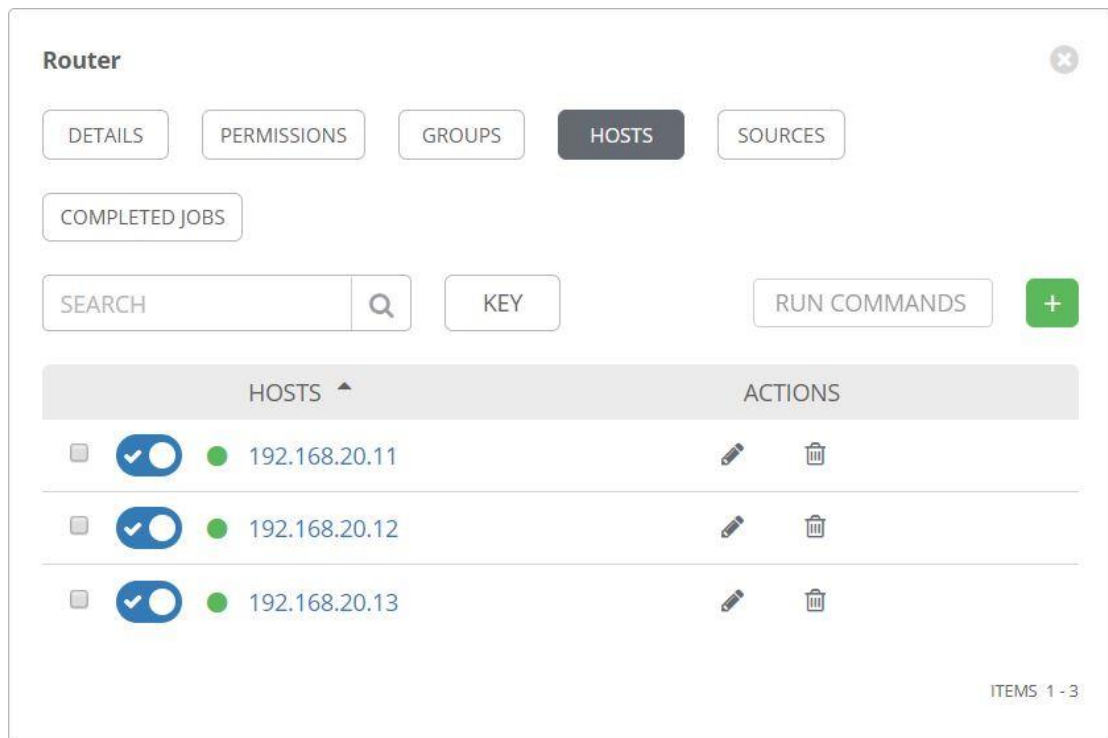 Router
DETAILS PERMISSIONS GROUPS HOSTS SOURCES
COMPLETED JOBS
SEARCH KEY RUN COMMANDS +
HOSTS ACTIONS
192.168.20.11
192.168.20.12
192.168.20.13
ITEMS 1 - 3